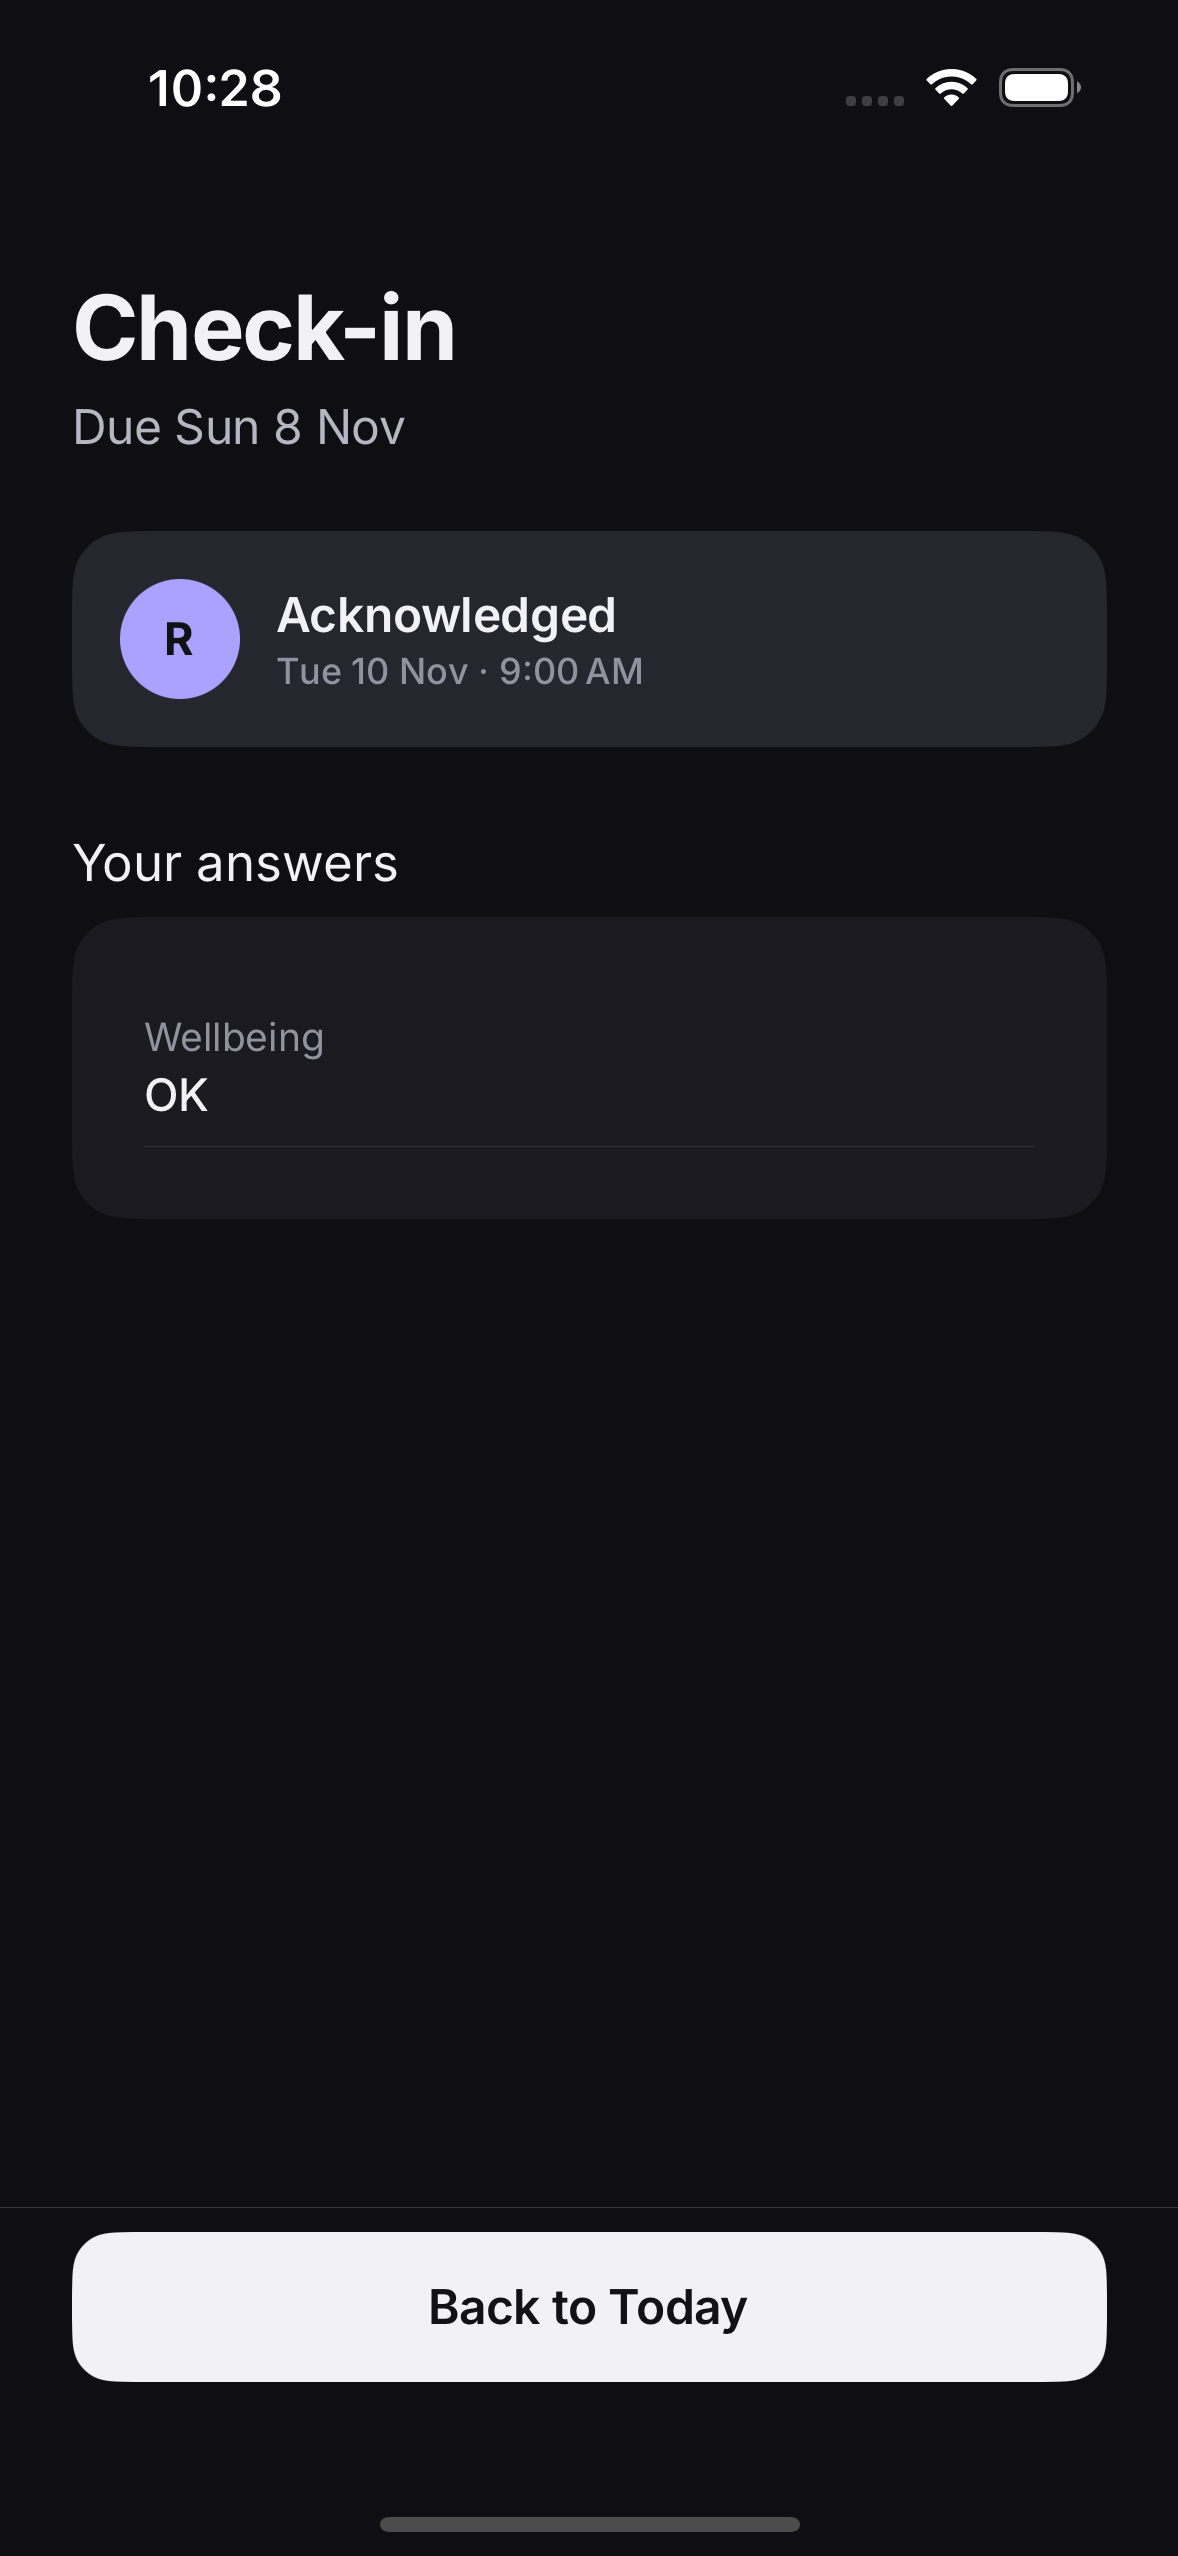 10:28
Check-in
Due Sun 8 Nov
R
Acknowledged
Tue 10 Nov · 9:00 AM
Your answers
Wellbeing
OK
Back to Today